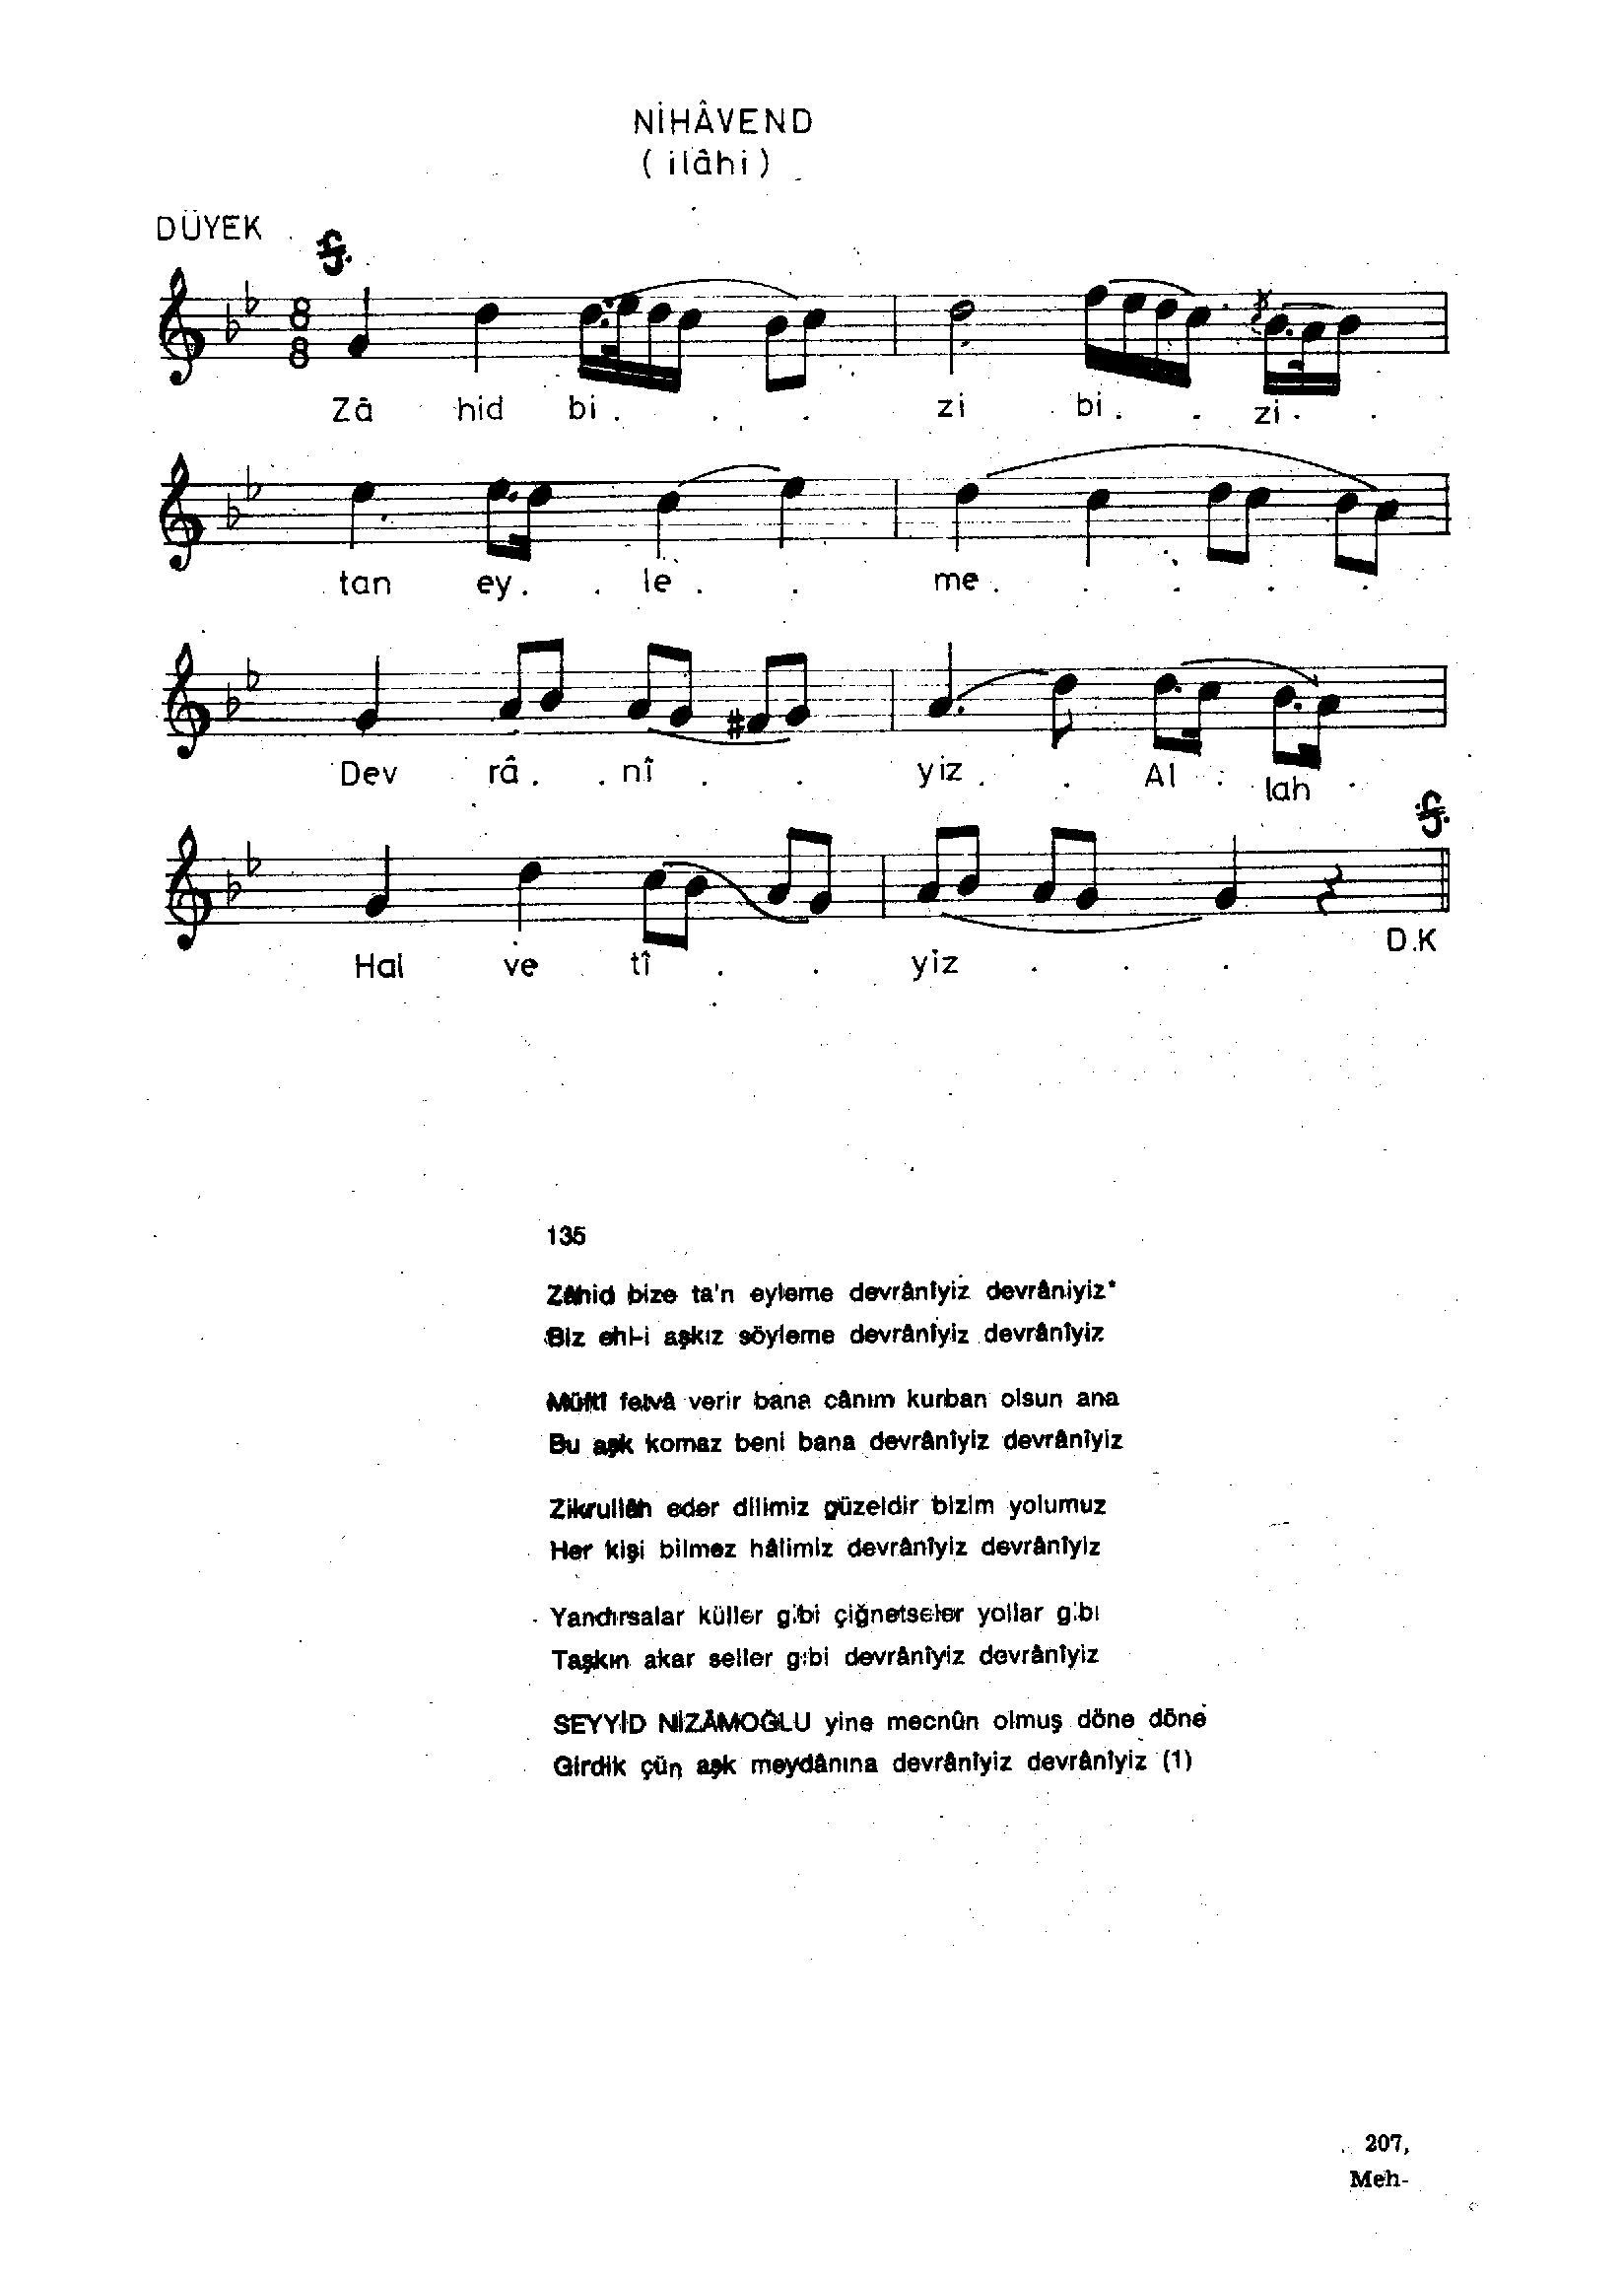 NİHÂVEND
( ilâhi )
DÜYEK
8
8
Zâ hid bi . . . zi bi . . zi . .
tan ey . . le . . me . . . . .
Dev râ . . nî . . yiz . . Al . lah .
Hal ve tî . . yiz . . .
D.K
135
Zâhid bize ta'n eyleme devrânîyiz devrâniyiz*
Biz ehl-i aşkız söyleme devrânîyiz devrânîyiz
Müftî fetvâ verir bana cânım kurban olsun ana
Bu aşk komaz beni bana devrânîyiz devrânîyiz
Zikrullâh eder dilimiz güzeldir bizim yolumuz
Her kişi bilmez hâlimiz devrânîyiz devrânîyiz
Yandırsalar küller gibi çiğnetseler yollar gibi
Taşkın akar seller gibi devrânîyiz devrânîyiz
SEYYİD NİZÂMOĞLU yine mecnûn olmuş döne döne
Girdik çün aşk meydânına devrânîyiz devrânîyiz (1)
207,
Meh-